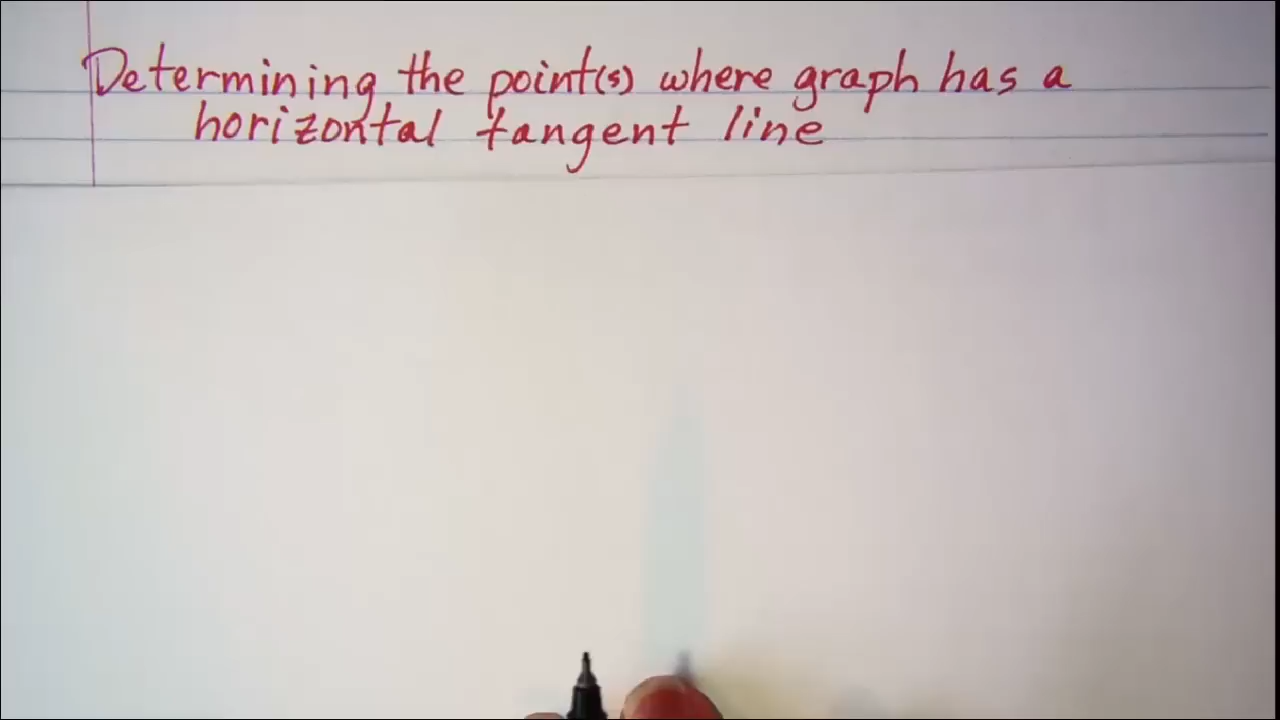 Determining the point(s) where graph has a
horizontal tangent line